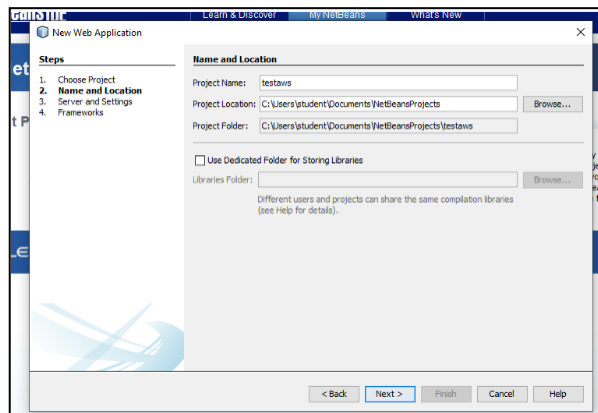 Learn & Discover My NetBeans What's New
New Web Application
Steps
1. Choose Project
2. Name and Location
3. Server and Settings
4. Frameworks
Name and Location
Project Name: testaws
Project Location: C:\Users\student\Documents\NetBeansProjects Browse...
Project Folder: C:\Users\student\Documents\NetBeansProjects\testaws
Use Dedicated Folder for Storing Libraries
Libraries Folder: Browse...
Different users and projects can share the same compilation libraries
(see Help for details).
< Back Next > Finish Cancel Help